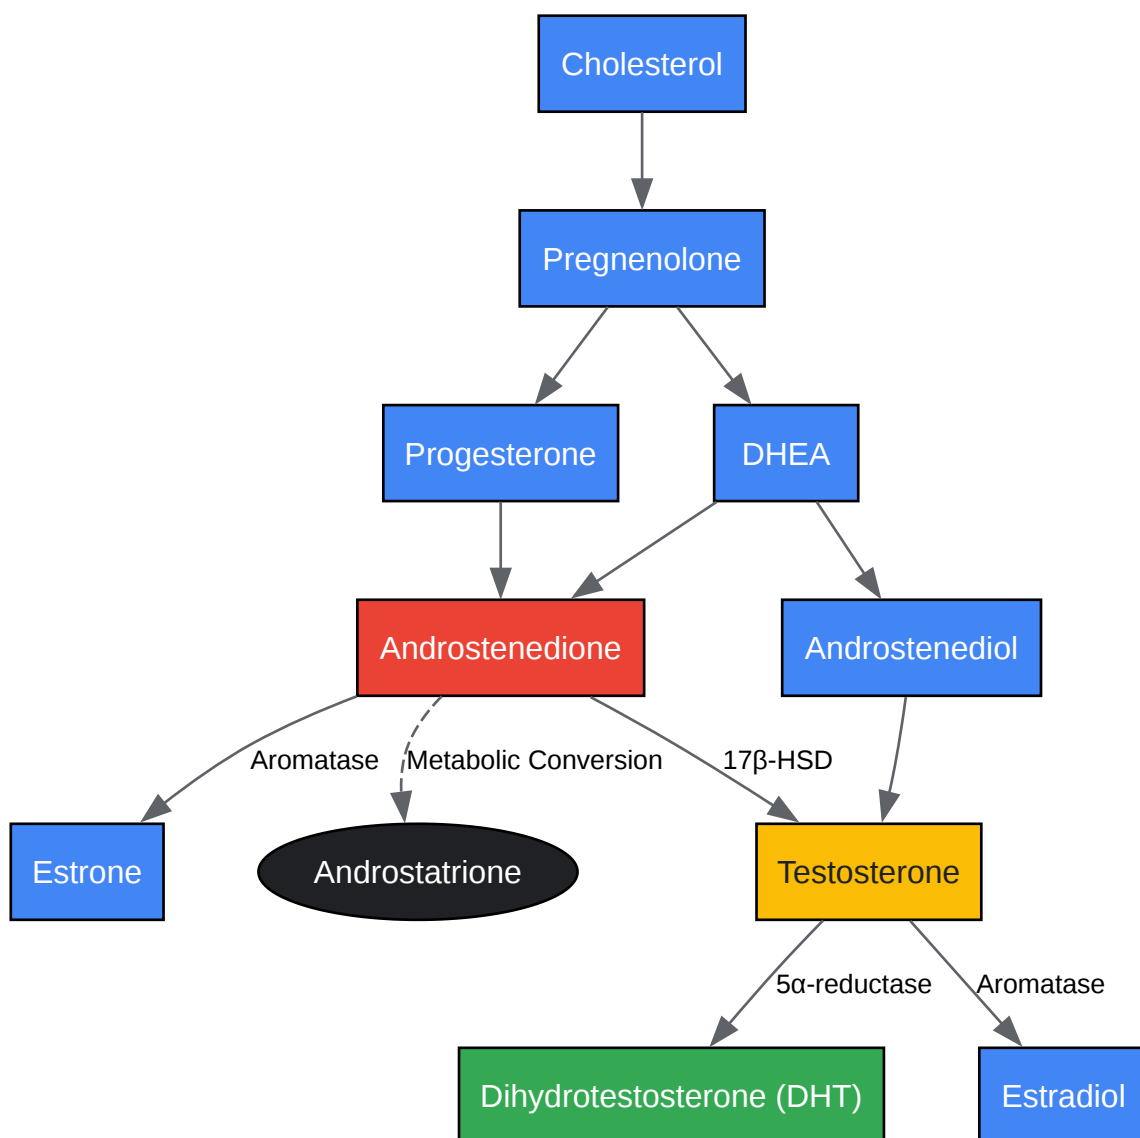 Cholesterol
Pregnenolone
Progesterone
DHEA
Androstenedione
Androstenediol
Aromatase
Metabolic Conversion
17β-HSD
Estrone
Androstatrione
Testosterone
5α-reductase
Aromatase
Dihydrotestosterone (DHT)
Estradiol